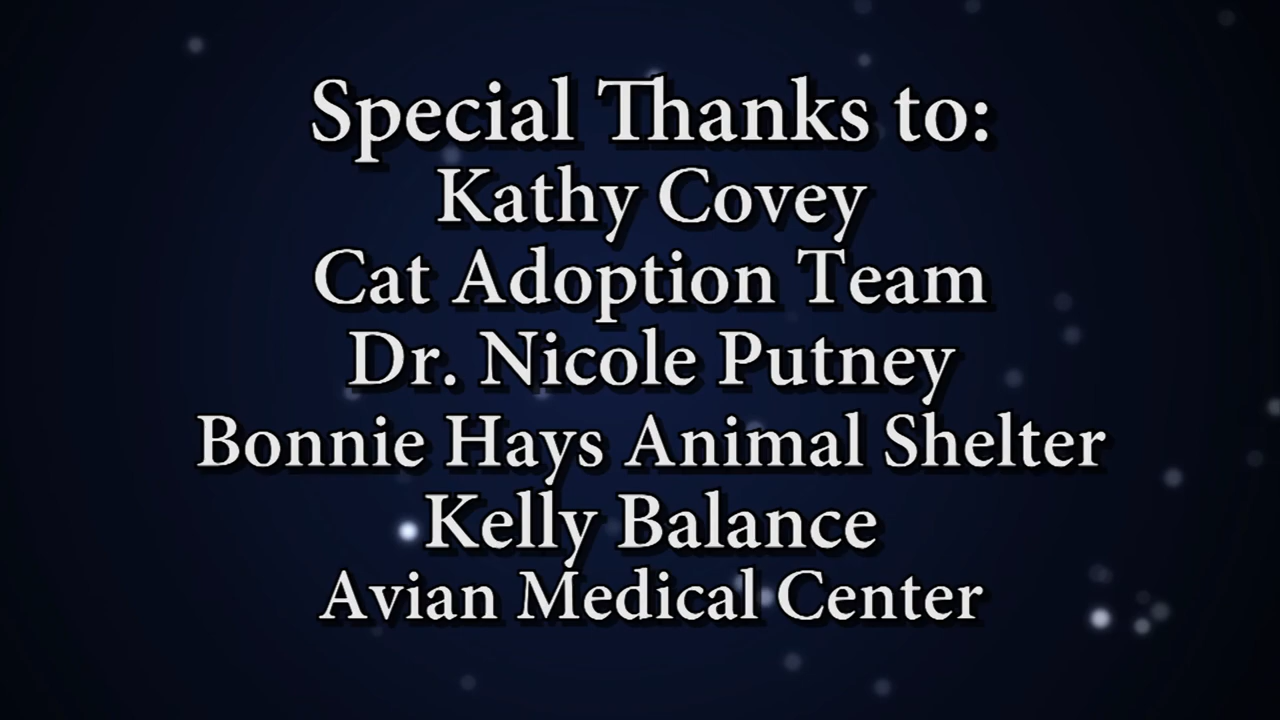 Special Thanks to:
Kathy Covey
Cat Adoption Team
Dr. Nicole Putney
Bonnie Hays Animal Shelter
Kelly Balance
Avian Medical Center